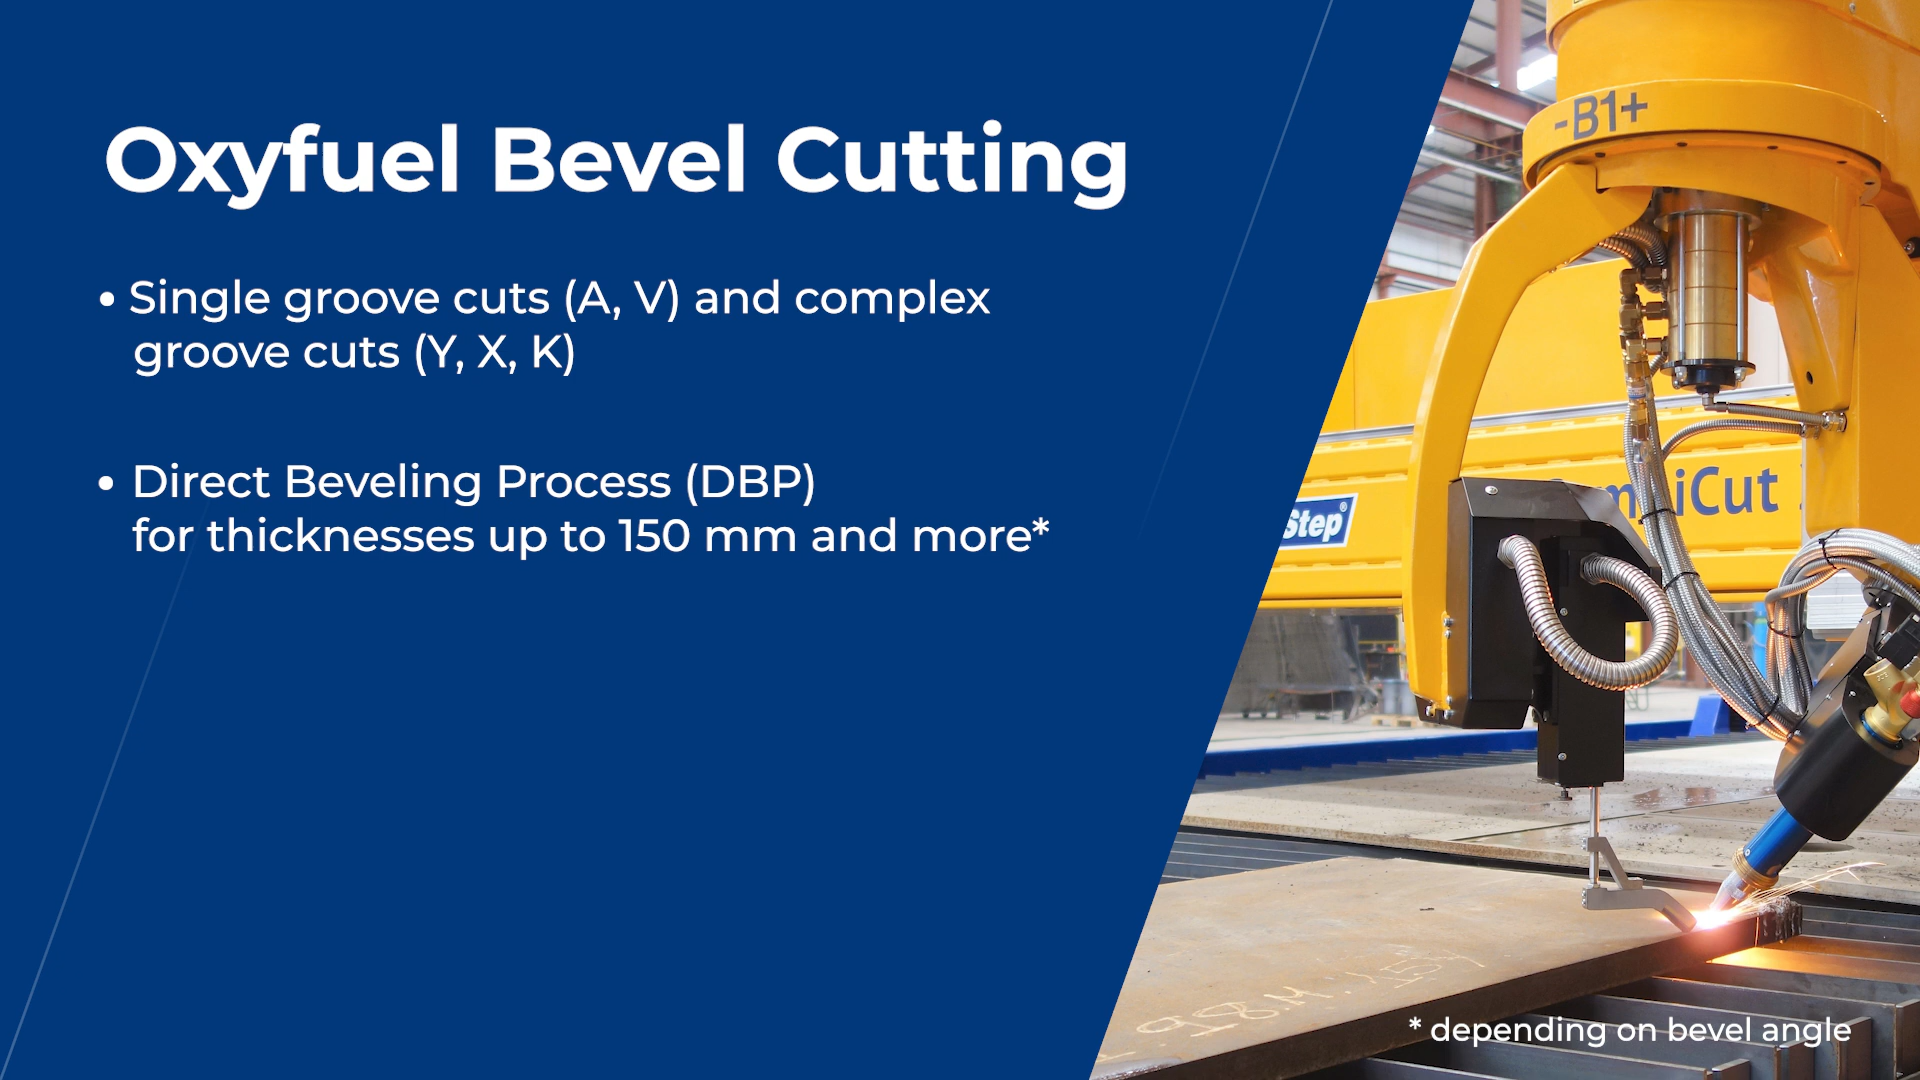 Oxyfuel Bevel Cutting
• Single groove cuts (A, V) and complex
groove cuts (Y, X, K)
• Direct Beveling Process (DBP)
for thicknesses up to 150 mm and more*
-B1+
iCut
Step®
* depending on bevel angle